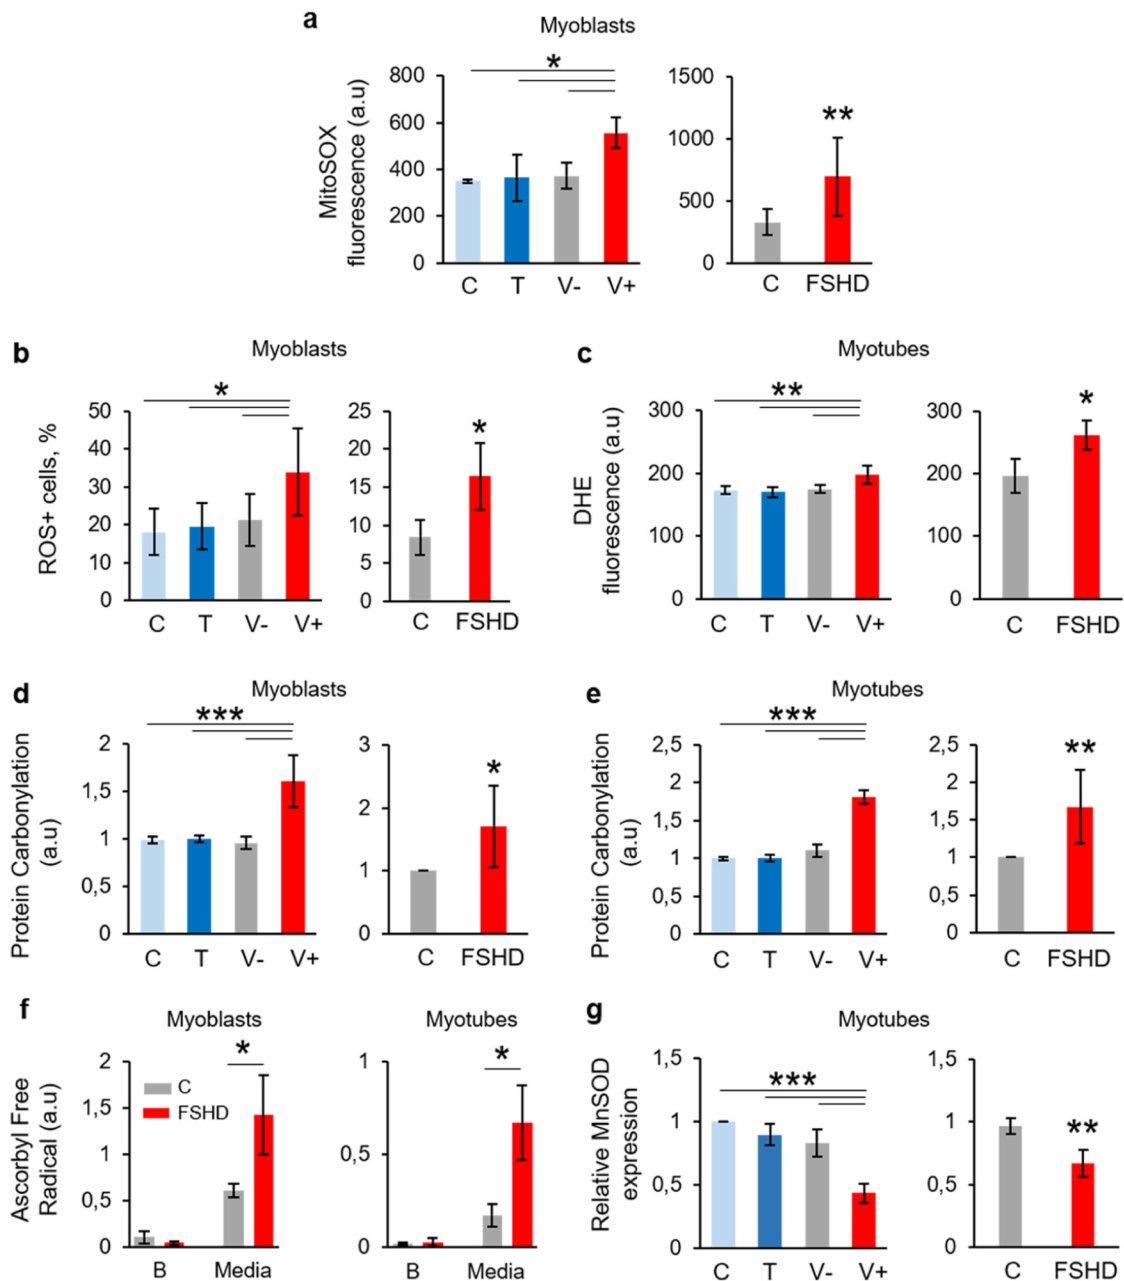 a
Myoblasts
MitoSOX
fluorescence (a.u)
*
800
600
400
200
0
C T V- V+
1500
1000
500
0
**
C FSHD
b
Myoblasts
ROS+ cells, %
*
50
40
30
20
10
0
C T V- V+
25
20
15
10
5
0
*
C FSHD
c
Myotubes
DHE
fluorescence (a.u)
**
300
200
100
0
C T V- V+
300
200
100
0
*
C FSHD
d
Myoblasts
Protein Carbonylation
(a.u)
***
2
1,5
1
0,5
0
C T V- V+
3
2
1
0
*
C FSHD
e
Myotubes
Protein Carbonylation
(a.u)
***
2,5
2
1,5
1
0,5
0
C T V- V+
2,5
2
1,5
1
0,5
0
**
C FSHD
f
Myoblasts
Ascorbyl Free
Radical (a.u)
2
1,5
1
0,5
0
*
C
FSHD
B Media
Myotubes
1
0,5
0
*
B Media
g
Myotubes
Relative MnSOD
expression
***
1,5
1
0,5
0
C T V- V+
1,5
1
0,5
0
**
C FSHD